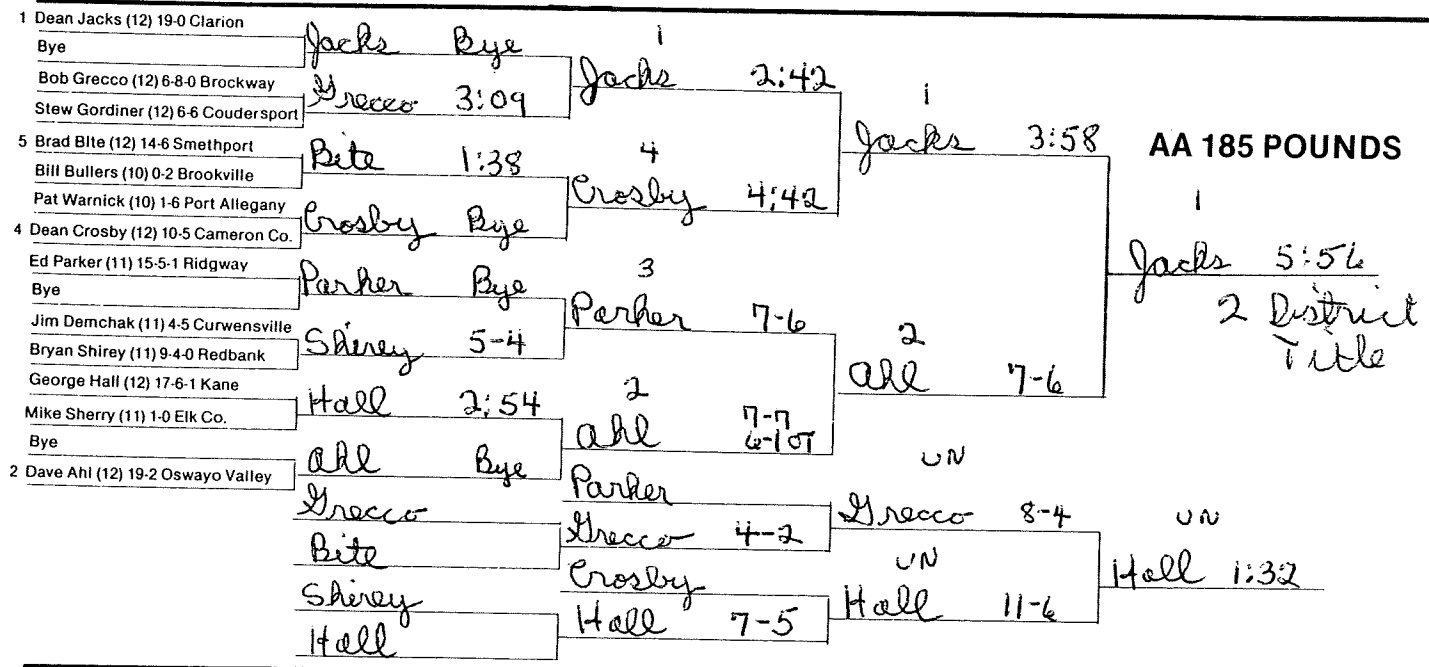 1 Dean Jacks (12) 19-0 Clarion
Bye
Bob Grecco (12) 6-8-0 Brockway
Stew Gordiner (12) 6-6 Coudersport
5 Brad BIte (12) 14-6 Smethport
Bill Bullers (10) 0-2 Brookville
Pat Warnick (10) 1-6 Port Allegany
4 Dean Crosby (12) 10-5 Cameron Co.
Ed Parker (11) 15-5-1 Ridgway
Bye
Jim Demchak (11) 4-5 Curwensville
Bryan Shirey (11) 9-4-0 Redbank
George Hall (12) 17-6-1 Kane
Mike Sherry (11) 1-0 Elk Co.
Bye
2 Dave Ahl (12) 19-2 Oswayo Valley
Jacks Bye
Grecco 3:09
Bite 1:38
Crosby Bye
Parker Bye
Shirey 5-4
Hall 2:54
Ahl Bye
Grecco
Bite
Shirey
Hall
1
Jacks 2:42
4
Crosby 4:42
3
Parker 7-6
2
Ahl 7-7
6-1 OT
Parker
Grecco 4-2
Crosby
Hall 7-5
1
Jacks 3:58
2
Ahl 7-6
UN
Grecco 8-4
UN
Hall 11-6
AA 185 POUNDS
1
Jacks 5:56
2 District
Title
UN
Hall 1:32